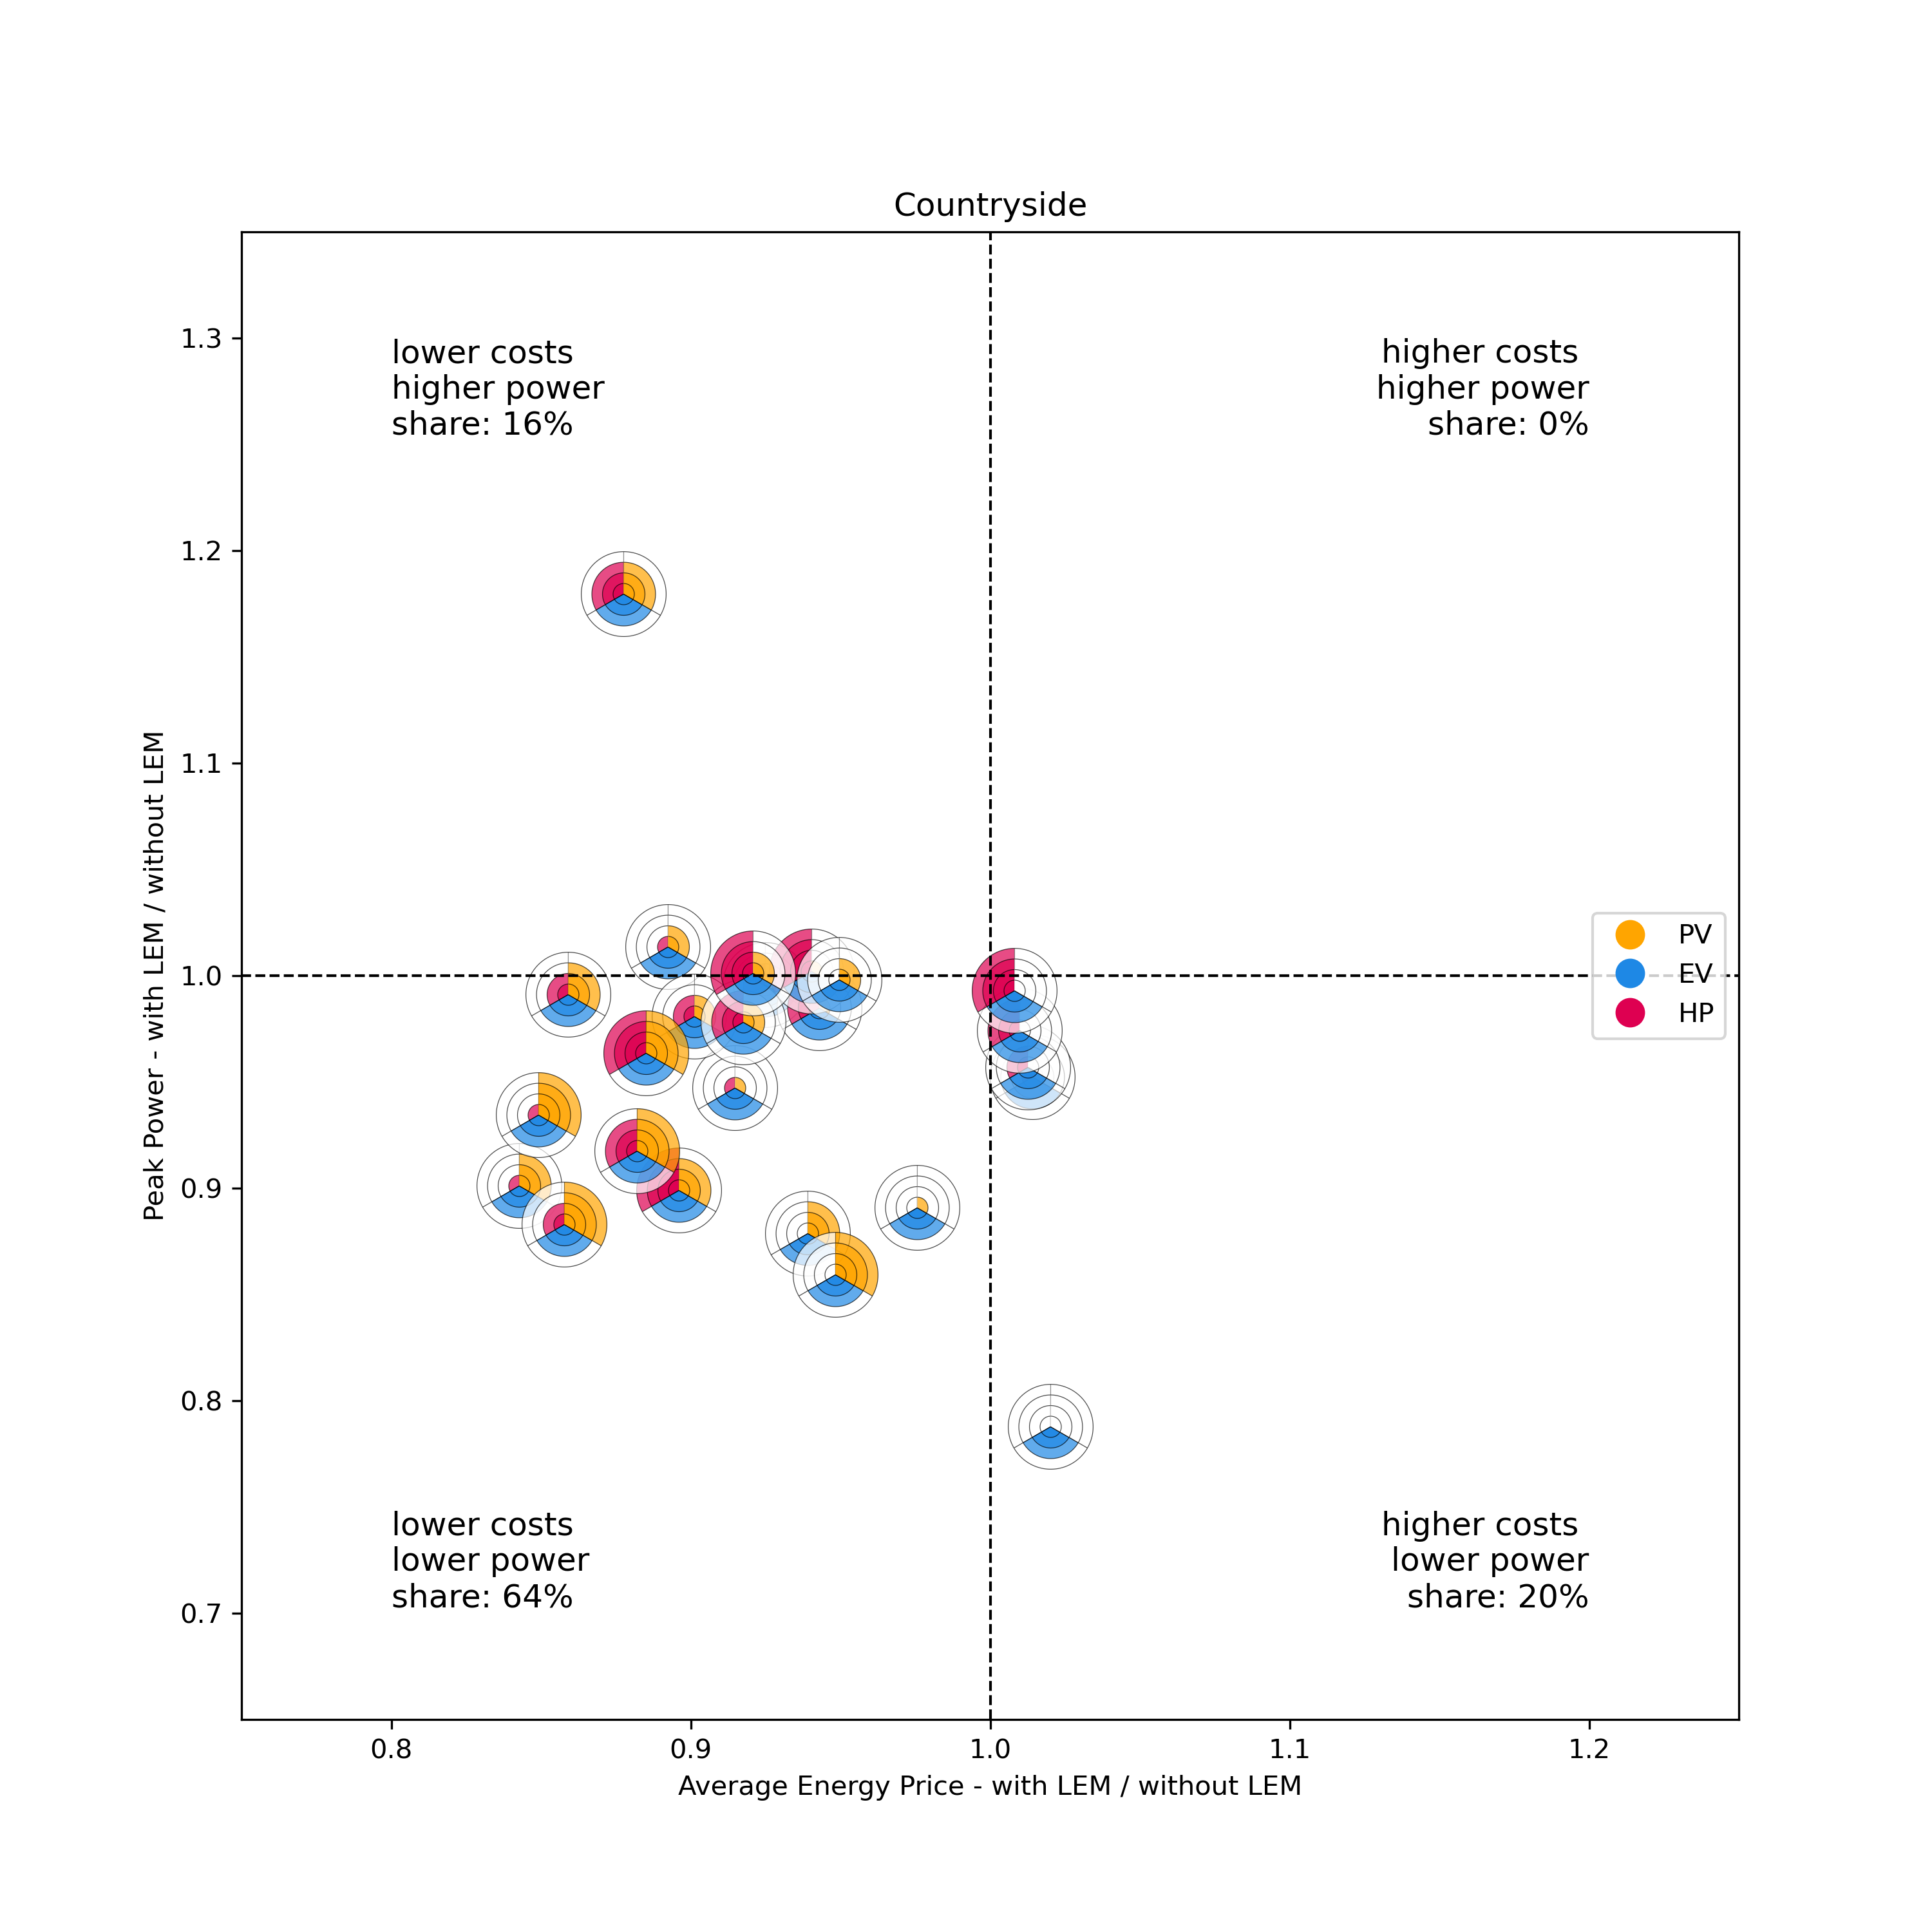 Countryside
lower costs
higher power
share: 16%
higher costs
higher power
share: 0%
1.3
1.2
1.1
1.0
0.9
0.8
0.7
Peak Power - with LEM / without LEM
PV
EV
HP
lower costs
lower power
share: 64%
higher costs
lower power
share: 20%
0.8
0.9
1.0
1.1
1.2
Average Energy Price - with LEM / without LEM